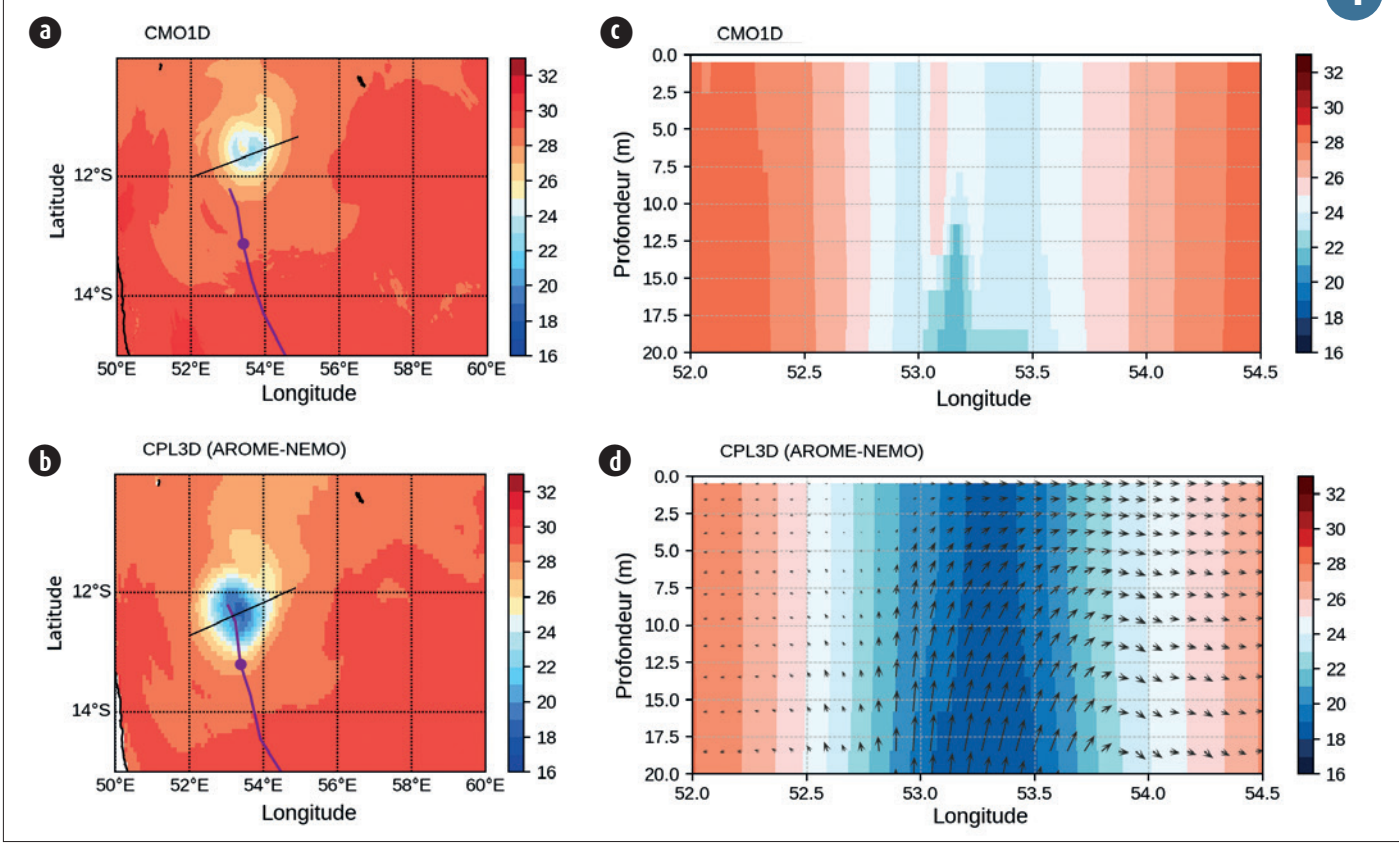 a
CMO1D
12°S
14°S
Latitude
50°E 52°E 54°E 56°E 58°E 60°E
Longitude
32
30
28
26
24
22
20
18
16
c
CMO1D
0.0
2.5
5.0
7.5
10.0
12.5
15.0
17.5
20.0
Profondeur (m)
52.0 52.5 53.0 53.5 54.0 54.5
Longitude
32
30
28
26
24
22
20
18
16
b
CPL3D (AROME-NEMO)
12°S
14°S
Latitude
50°E 52°E 54°E 56°E 58°E 60°E
Longitude
32
30
28
26
24
22
20
18
16
d
CPL3D (AROME-NEMO)
0.0
2.5
5.0
7.5
10.0
12.5
15.0
17.5
20.0
Profondeur (m)
52.0 52.5 53.0 53.5 54.0 54.5
Longitude
32
30
28
26
24
22
20
18
16